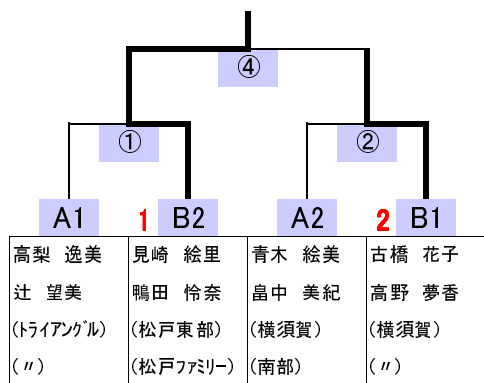 ④
① ②
A1 1 B2 A2 2 B1
高梨 逸美 見崎 絵里 青木 絵美 古橋 花子
辻 望美 鴨田 怜奈 畠中 美紀 高野 夢香
(トライアングル) (松戸東部) (横須賀) (横須賀)
(〃) (松戸ファミリー) (南部) (〃)